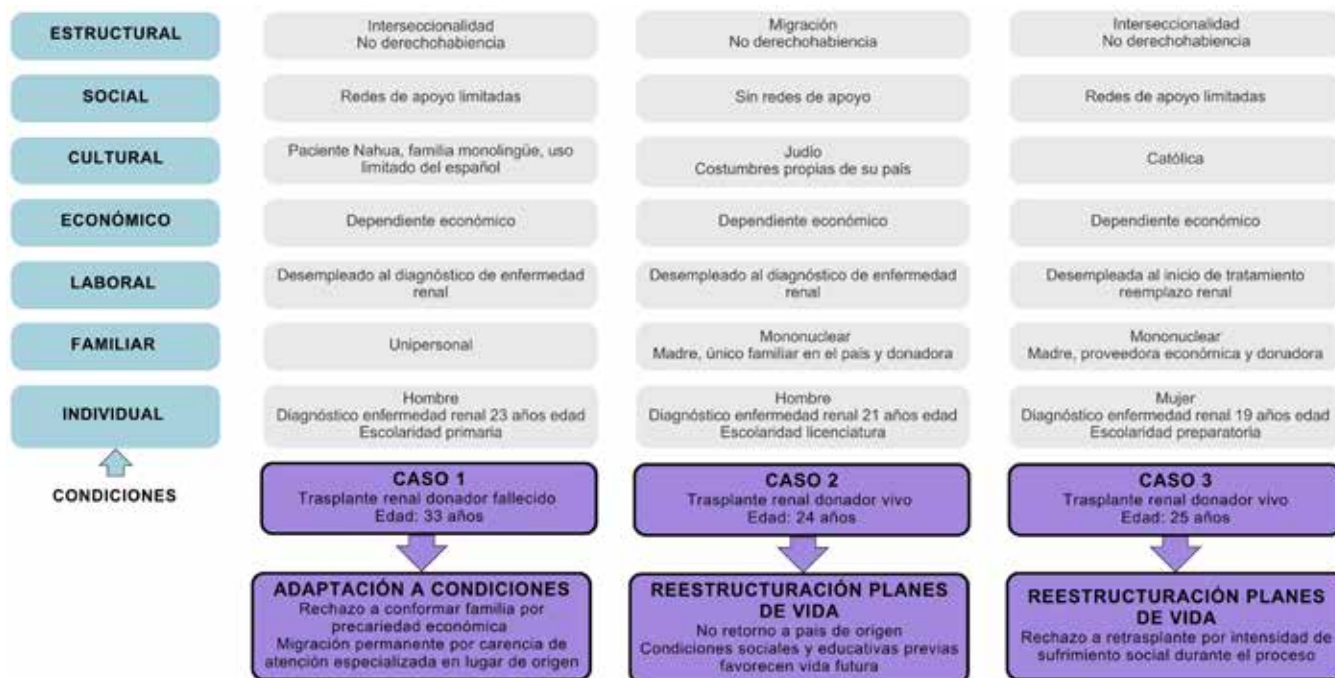 ESTRUCTURAL
Interseccionalidad
No derechohabiencia
Migración
No derechohabiencia
Interseccionalidad
No derechohabiencia
SOCIAL
Redes de apoyo limitadas
Sin redes de apoyo
Redes de apoyo limitadas
CULTURAL
Paciente Nahua, familia monolingüe, uso
limitado del español
Judío
Costumbres propias de su país
Católica
ECONÓMICO
Dependiente económico
Dependiente económico
Dependiente económico
LABORAL
Desempleado al diagnóstico de enfermedad
renal
Desempleado al diagnóstico de enfermedad
renal
Desempleada al inicio de tratamiento
reemplazo renal
FAMILIAR
Unipersonal
Mononuclear
Madre, único familiar en el país y donadora
Mononuclear
Madre, proveedora económica y donadora
INDIVIDUAL
Hombre
Diagnóstico enfermedad renal 23 años edad
Escolaridad primaria
Hombre
Diagnóstico enfermedad renal 21 años edad
Escolaridad licenciatura
Mujer
Diagnóstico enfermedad renal 19 años edad
Escolaridad preparatoria
CONDICIONES
CASO 1
Trasplante renal donador fallecido
Edad: 33 años
CASO 2
Trasplante renal donador vivo
Edad: 24 años
CASO 3
Trasplante renal donador vivo
Edad: 25 años
ADAPTACIÓN A CONDICIONES
Rechazo a conformar familia por
precariedad económica
Migración permanente por carencia de
atención especializada en lugar de origen
REESTRUCTURACIÓN PLANES
DE VIDA
No retorno a país de origen
Condiciones sociales y educativas previas
favorecen vida futura
REESTRUCTURACIÓN PLANES
DE VIDA
Rechazo a retrasplante por intensidad de
sufrimiento social durante el proceso